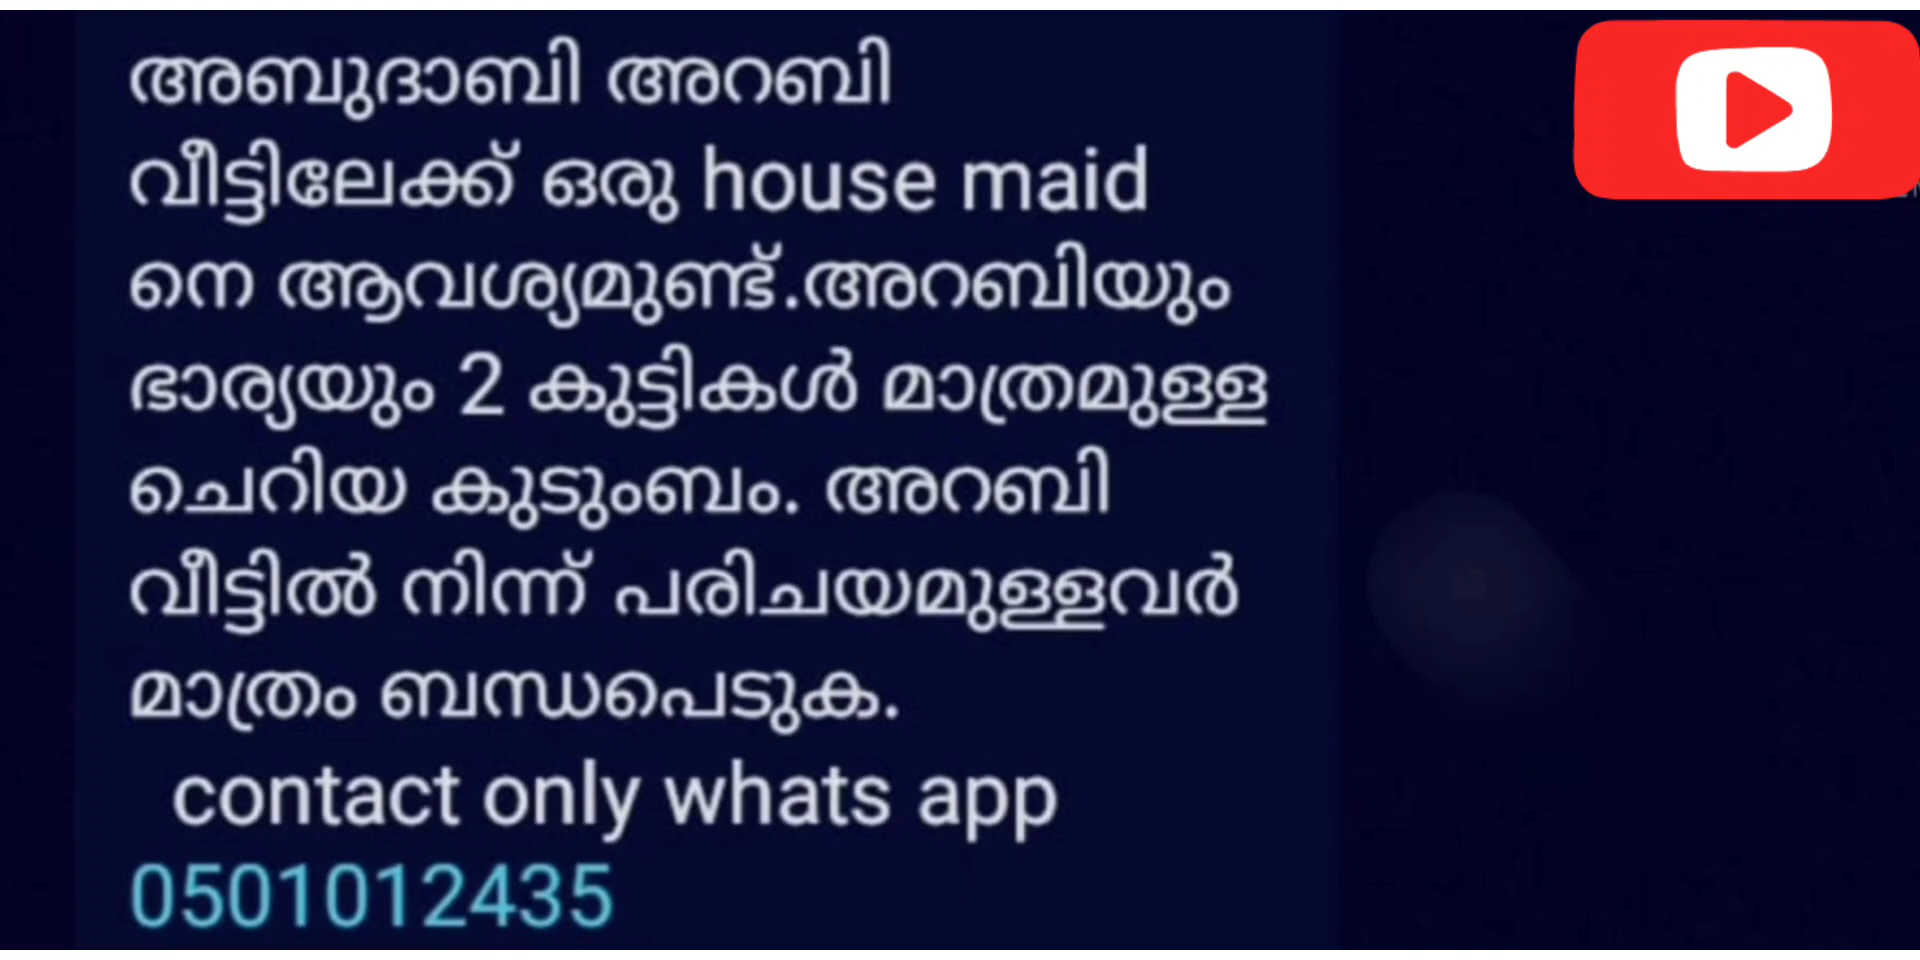 അബുദാബി അറബി
വീട്ടിലേക്ക് ഒരു house maid
നെ ആവശ്യമുണ്ട്.അറബിയും
ഭാര്യയും 2 കുട്ടികൾ മാത്രമുള്ള
ചെറിയ കുടുംബം. അറബി
വീട്ടിൽ നിന്ന് പരിചയമുള്ളവർ
മാത്രം ബന്ധപെടുക.
contact only whats app
0501012435